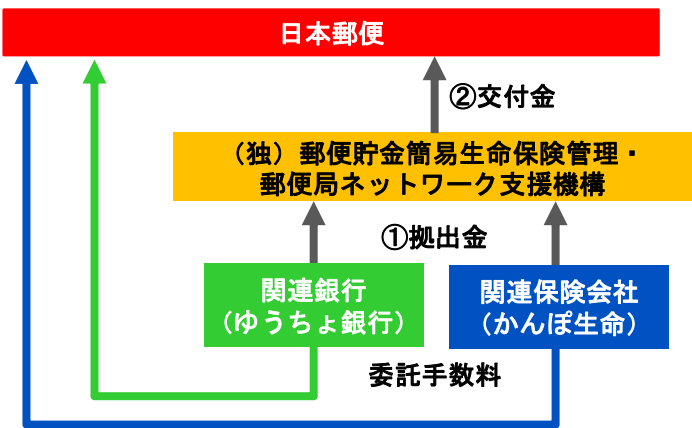 日本郵便
②交付金
（独）郵便貯金簡易生命保険管理・
郵便局ネットワーク支援機構
①拠出金
関連銀行
（ゆうちょ銀行）
関連保険会社
（かんぽ生命）
委託手数料